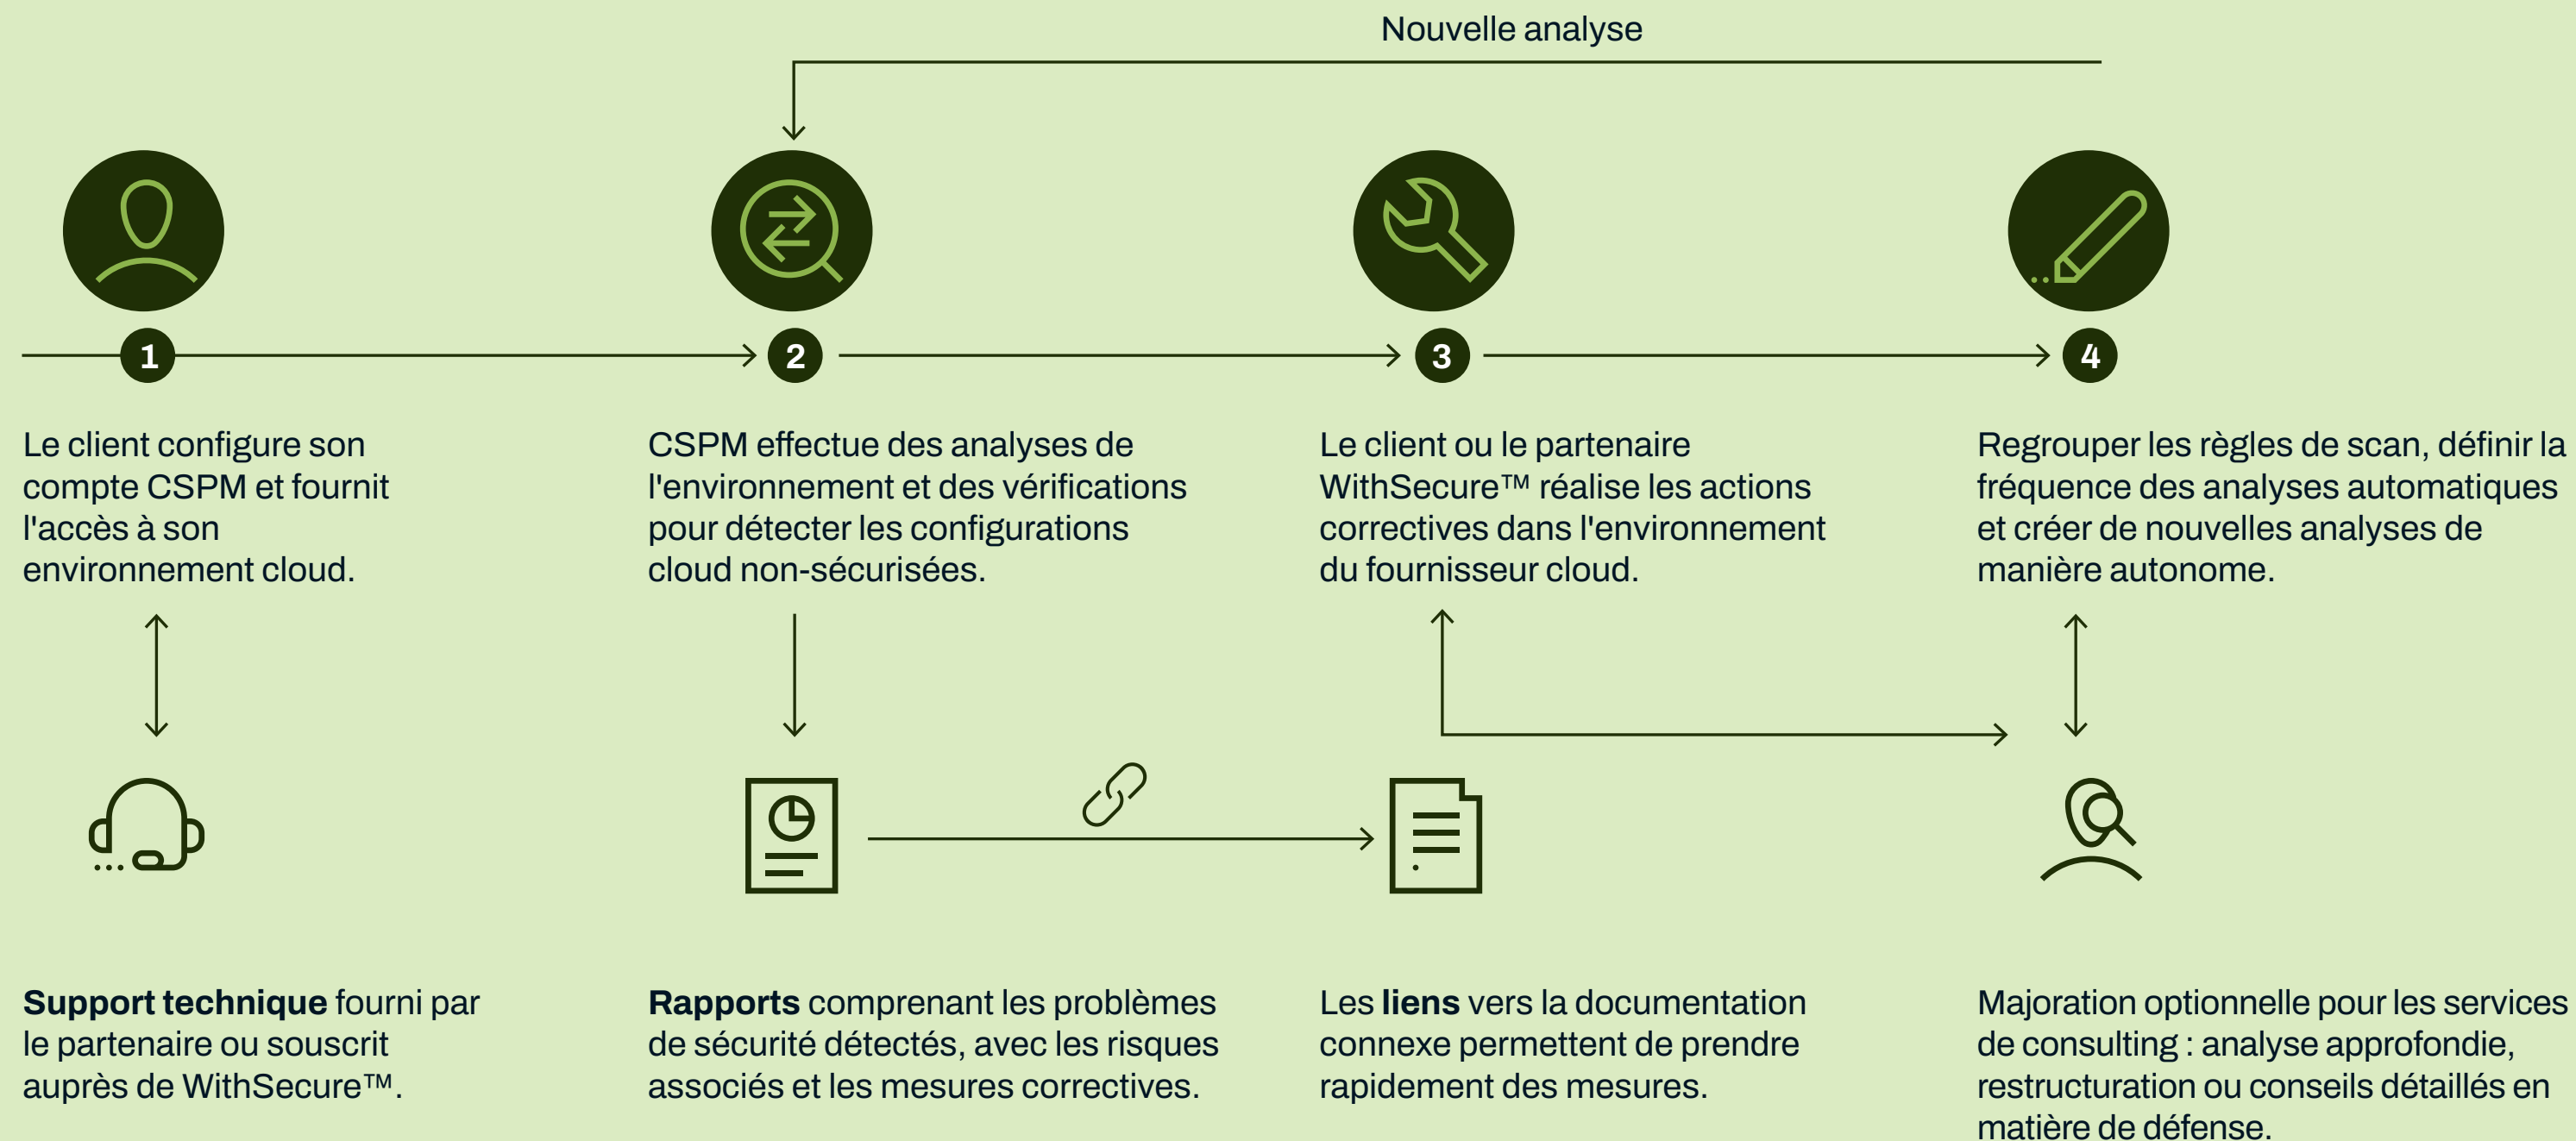 Nouvelle analyse
1
2
3
4
Le client configure son
compte CSPM et fournit
l'accès à son
environnement cloud.
CSPM effectue des analyses de
l'environnement et des vérifications
pour détecter les configurations
cloud non-sécurisées.
Le client ou le partenaire
WithSecure™ réalise les actions
correctives dans l'environnement
du fournisseur cloud.
Regrouper les règles de scan, définir la
fréquence des analyses automatiques
et créer de nouvelles analyses de
manière autonome.
Support technique fourni par
le partenaire ou souscrit
auprès de WithSecure™.
Rapports comprenant les problèmes
de sécurité détectés, avec les risques
associés et les mesures correctives.
Les liens vers la documentation
connexe permettent de prendre
rapidement des mesures.
Majoration optionnelle pour les services
de consulting : analyse approfondie,
restructuration ou conseils détaillés en
matière de défense.